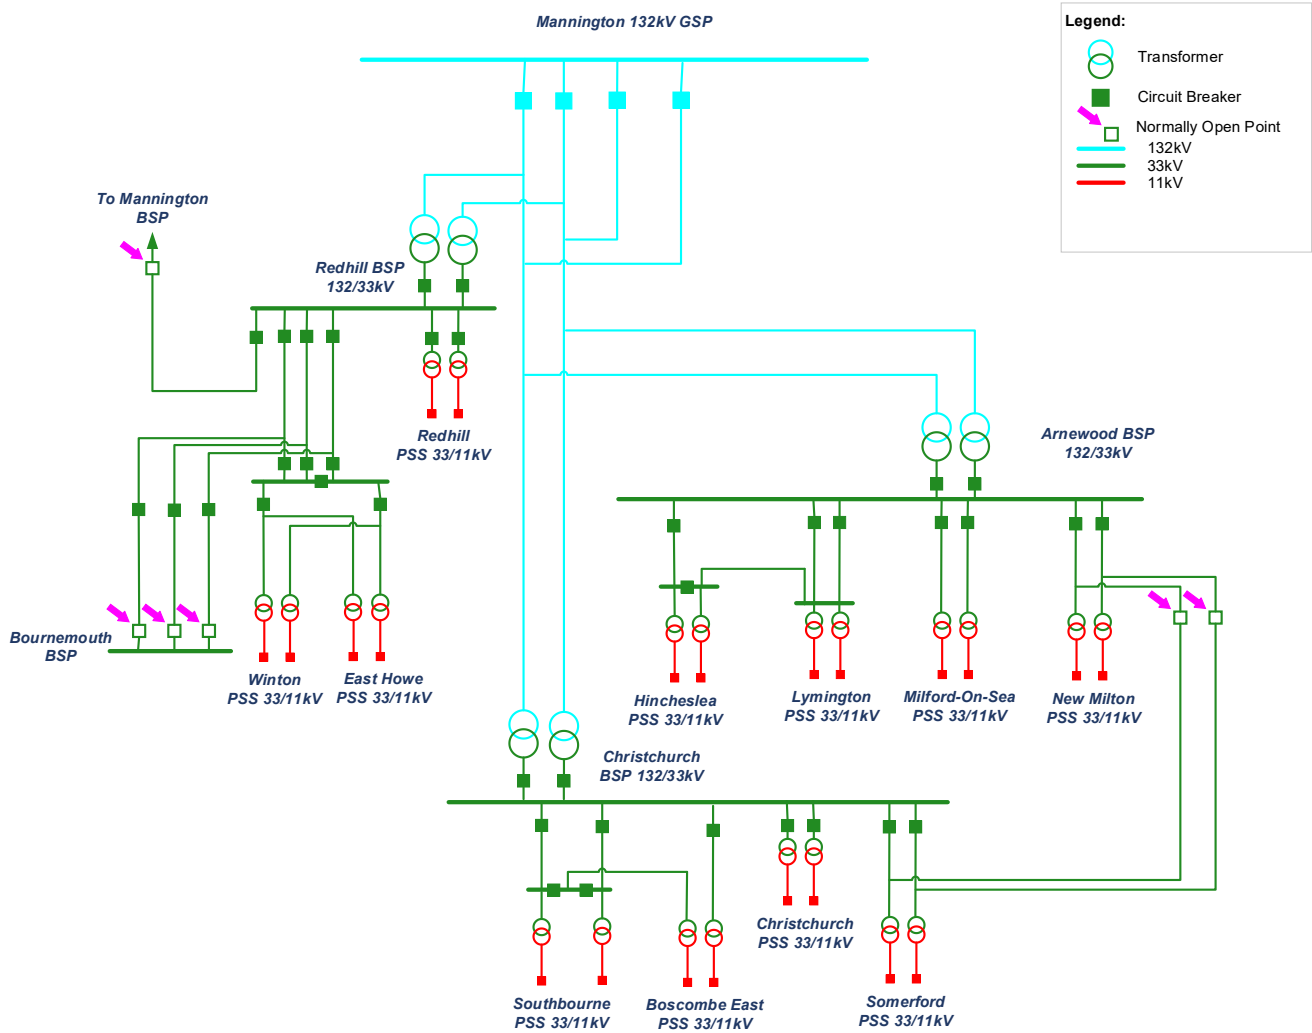 Mannington 132kV GSP
Legend:
Transformer
Circuit Breaker
Normally Open Point
132kV
33kV
11kV
To Mannington
BSP
Redhill BSP
132/33kV
Redhill
PSS 33/11kV
Arnewood BSP
132/33kV
Bournemouth
BSP
Winton
PSS 33/11kV
East Howe
PSS 33/11kV
Hincheslea
PSS 33/11kV
Lymington
PSS 33/11kV
Milford-On-Sea
PSS 33/11kV
New Milton
PSS 33/11kV
Christchurch
BSP 132/33kV
Christchurch
PSS 33/11kV
Southbourne
PSS 33/11kV
Boscombe East
PSS 33/11kV
Somerford
PSS 33/11kV